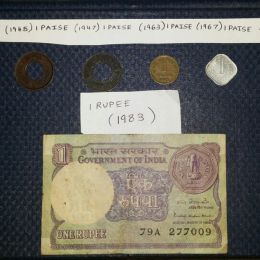 (1945) 1 PAISE (1947) 1 PAISE (1963) 1 PAISE (1967) 1 PAISE
1 RUPEE
(1983)
1 भारत सरकार
GOVERNMENT OF INDIA
एक
रुपया
ONE RUPEE
79A 277009